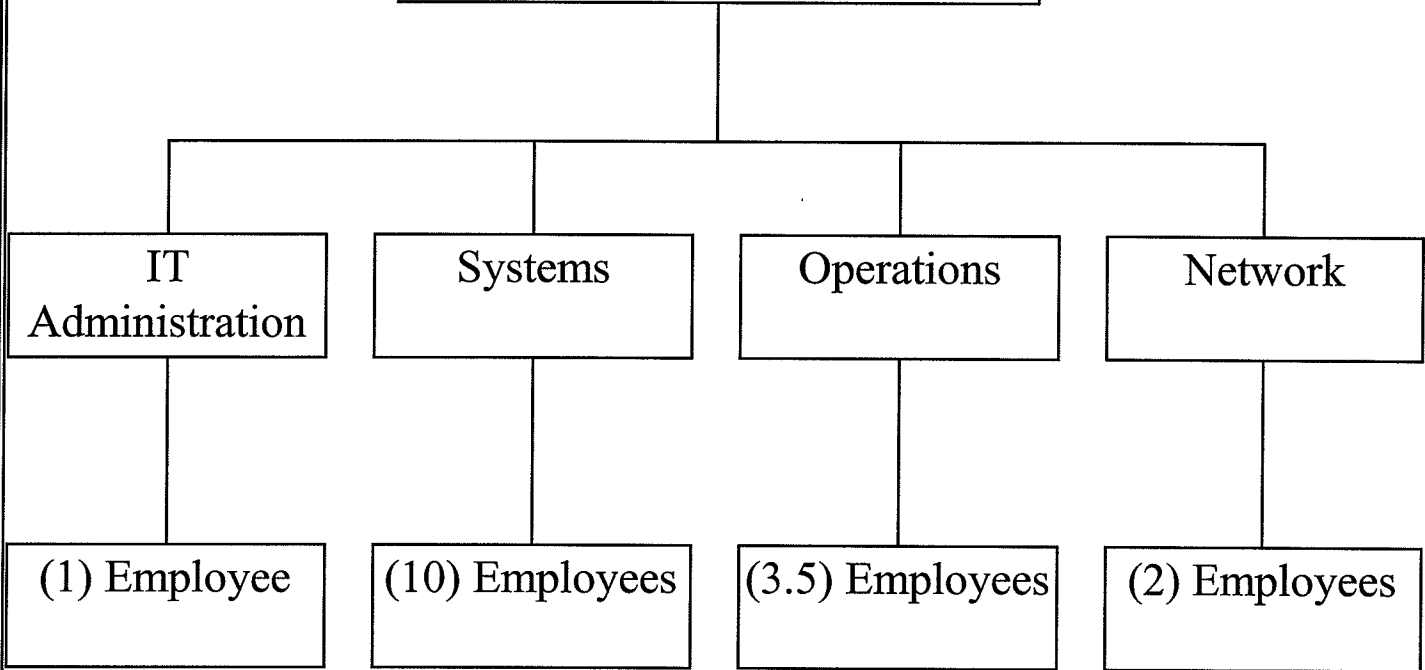 IT
Administration
Systems
Operations
Network
(1) Employee
(10) Employees
(3.5) Employees
(2) Employees